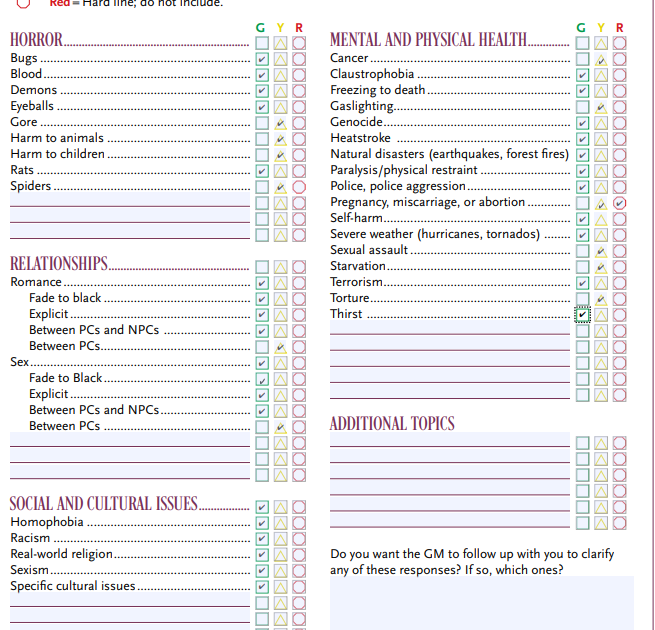 Red = Hard line; do not include.
G Y R
HORROR
Bugs
Blood
Demons
Eyeballs
Gore
Harm to animals
Harm to children
Rats
Spiders
RELATIONSHIPS
Romance
Fade to black
Explicit
Between PCs and NPCs
Between PCs
Sex
Fade to Black
Explicit
Between PCs and NPCs
Between PCs
SOCIAL AND CULTURAL ISSUES
Homophobia
Racism
Real-world religion
Sexism
Specific cultural issues
G Y R
MENTAL AND PHYSICAL HEALTH
Cancer
Claustrophobia
Freezing to death
Gaslighting
Genocide
Heatstroke
Natural disasters (earthquakes, forest fires)
Paralysis/physical restraint
Police, police aggression
Pregnancy, miscarriage, or abortion
Self-harm
Severe weather (hurricanes, tornados)
Sexual assault
Starvation
Terrorism
Torture
Thirst
ADDITIONAL TOPICS
Do you want the GM to follow up with you to clarify
any of these responses? If so, which ones?